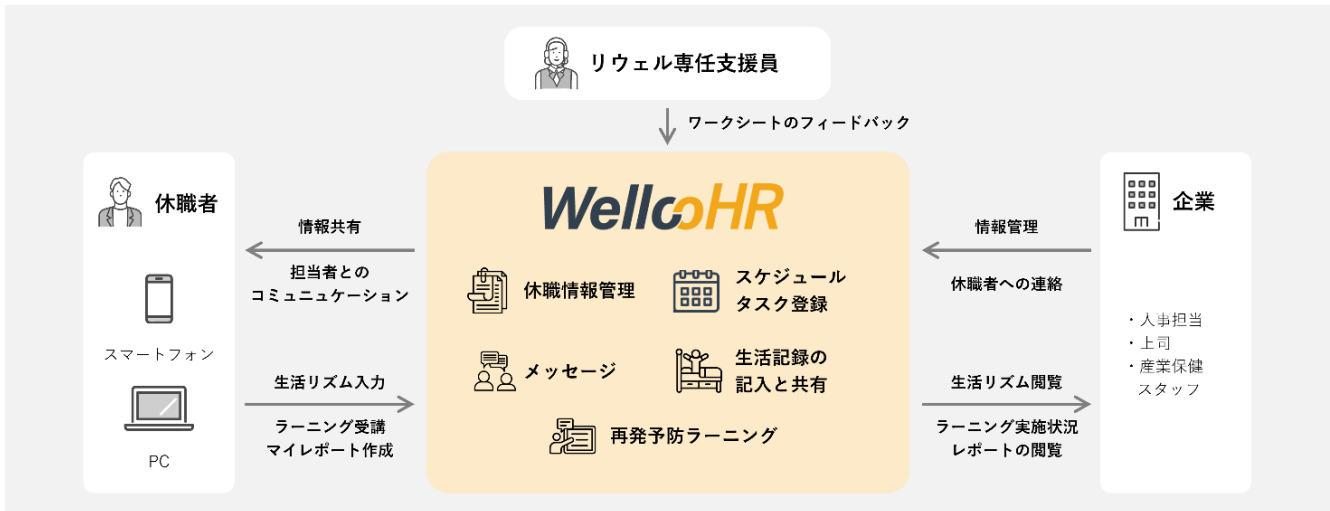 リウェル専任支援員
ワークシートのフィードバック
休職者
スマートフォン
PC
情報共有
担当者との
コミュニュケーション
生活リズム入力
ラーニング受講
マイレポート作成
WellcoHR
休職情報管理
スケジュール
タスク登録
メッセージ
生活記録の
記入と共有
再発予防ラーニング
情報管理
休職者への連絡
生活リズム閲覧
ラーニング実施状況
レポートの閲覧
企業
・人事担当
・上司
・産業保健
スタッフ